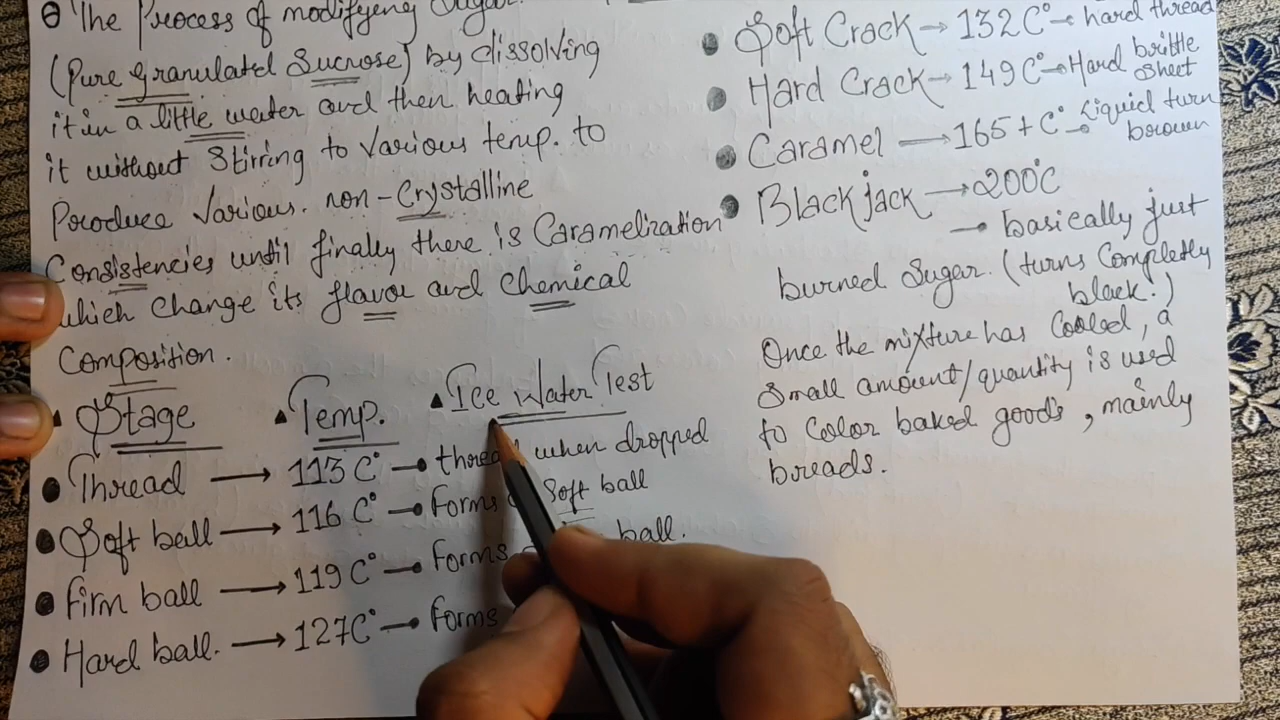 The Process of modifyeng Sugar.
(Pure granulated Sucrose) by dissolving
it in a little water and then heating
it without Stirring to Various temp. to
Produce Various. non-Crystalline
Consistencies until finally there is Caramelization
which change its flavor and Chemical
Composition.
Stage Temp. Ice Water Test
Thread → 113 C° → thread when dropped
Soft ball → 116 C° → forms Soft ball
firm ball → 119 C° → forms ball.
Hard ball. → 127C° → forms
Soft Crack → 132 C° → hard thread
Hard Crack → 149 C° → Hard brittle
sheet
Caramel → 165+ C° → Liquid turn
brown
Black jack → 200°C
→ basically just
burned Sugar. (turns Completly
black.)
Once the mixture has Cooled, a
Small amount/quantity is used
to Color baked goods, mainly
breads.